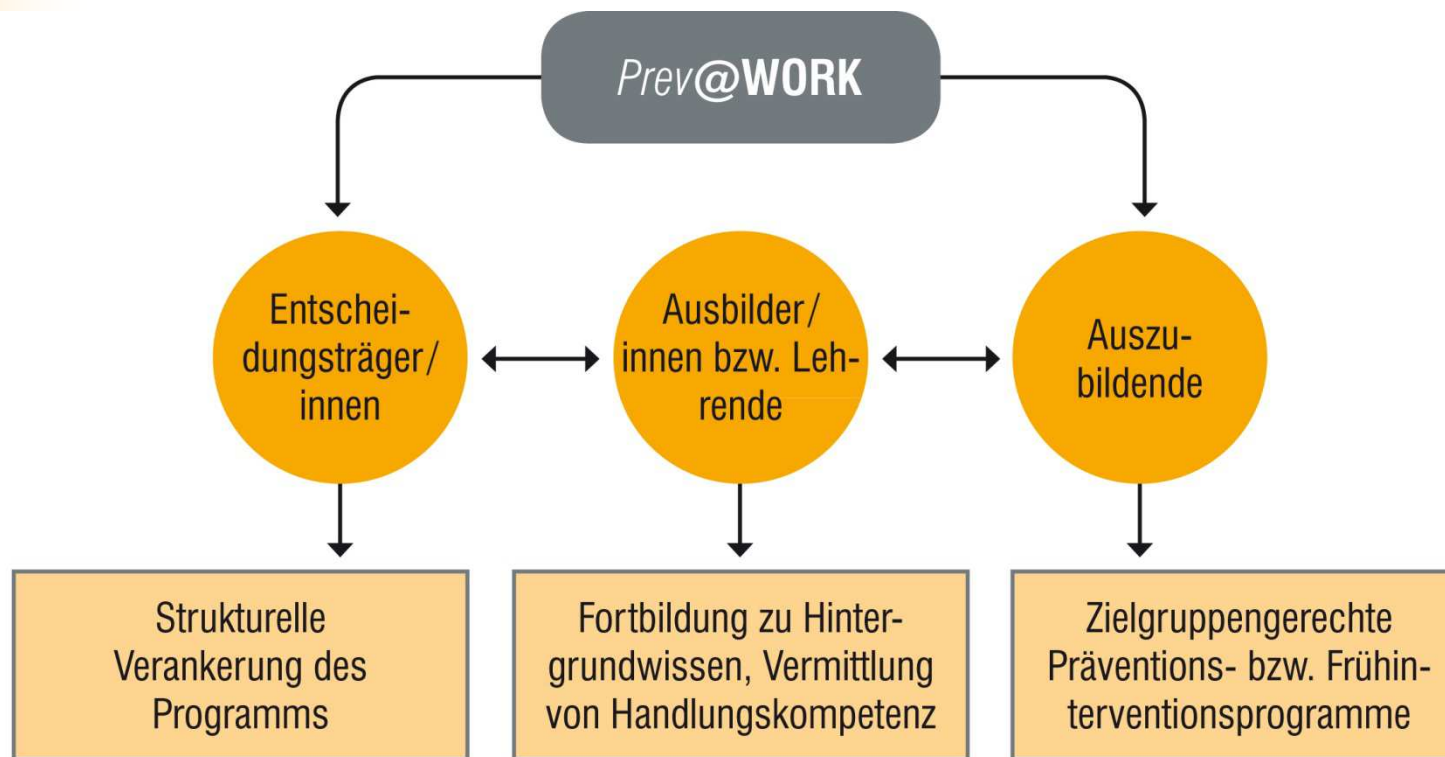 Prev@WORK
Entschei-
dungsträger/
innen
Ausbilder/
innen bzw. Leh-
rende
Auszu-
bildende
Strukturelle
Verankerung des
Programms
Fortbildung zu Hinter-
grundwissen, Vermittlung
von Handlungskompetenz
Zielgruppengerechte
Präventions- bzw. Frühin-
terventionsprogramme